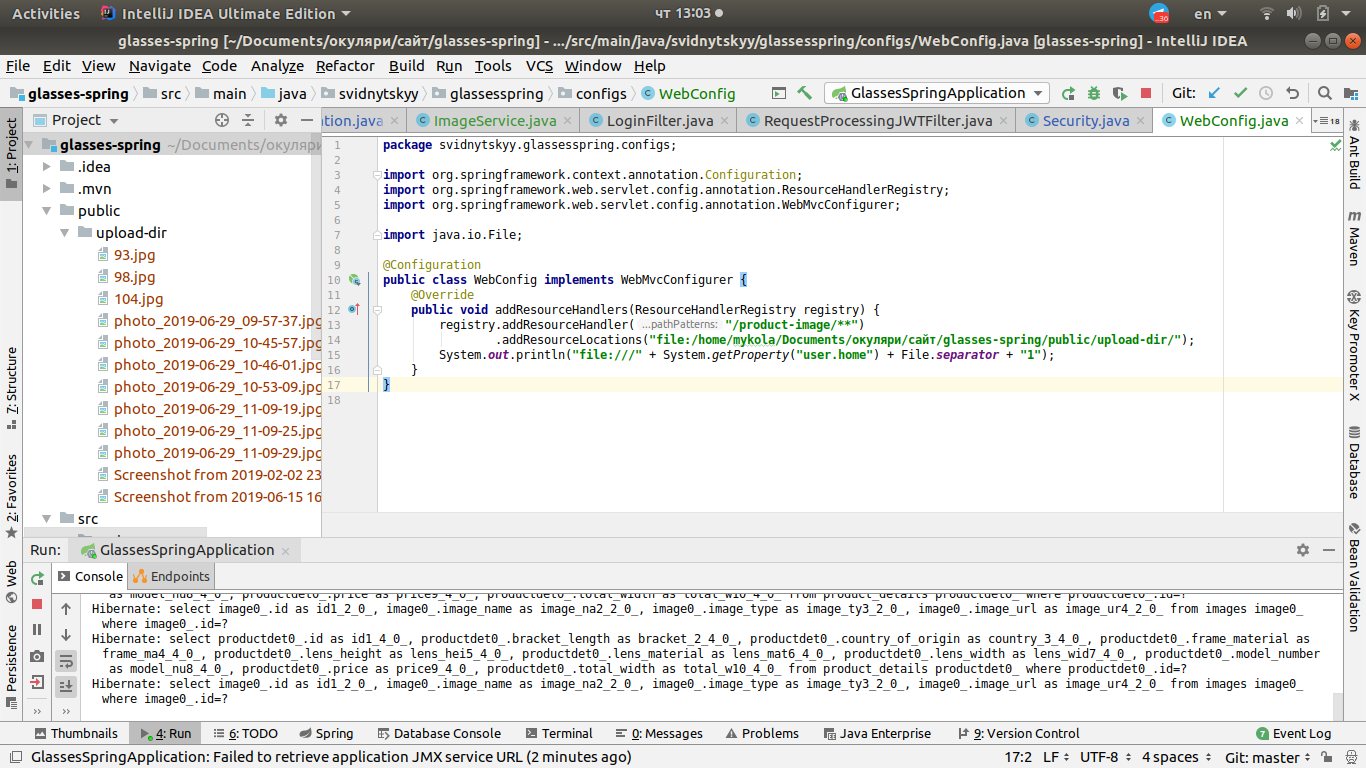 Activities IntelliJ IDEA Ultimate Edition чт 13:03 en
glasses-spring [~/Documents/окуляри/сайт/glasses-spring] - .../src/main/java/svidnytskyy/glassesspring/configs/WebConfig.java [glasses-spring] - IntelliJ IDEA
File Edit View Navigate Code Analyze Refactor Build Run Tools VCS Window Help
glasses-spring src main java svidnytskyy glassesspring configs WebConfig GlassesSpringApplication Git:
Project ntion.java ImageService.java LoginFilter.java RequestProcessingJWTFilter.java Security.java WebConfig.java 18
1: Project
7: Structure
2: Favorites
Web
Persistence
glasses-spring ~/Documents/окуляри
.idea
.mvn
public
upload-dir
93.jpg
98.jpg
104.jpg
photo_2019-06-29_09-57-37.jpg
photo_2019-06-29_10-45-57.jpg
photo_2019-06-29_10-46-01.jpg
photo_2019-06-29_10-53-09.jpg
photo_2019-06-29_11-09-19.jpg
photo_2019-06-29_11-09-25.jpg
photo_2019-06-29_11-09-29.jpg
Screenshot from 2019-02-02 23
Screenshot from 2019-06-15 16
src
1 package svidnytskyy.glassesspring.configs;
2
3 import org.springframework.context.annotation.Configuration;
4 import org.springframework.web.servlet.config.annotation.ResourceHandlerRegistry;
5 import org.springframework.web.servlet.config.annotation.WebMvcConfigurer;
6
7 import java.io.File;
8
9 @Configuration
10 public class WebConfig implements WebMvcConfigurer {
11 @Override
12 public void addResourceHandlers(ResourceHandlerRegistry registry) {
13 registry.addResourceHandler( ...pathPatterns: "/product-image/**")
14 .addResourceLocations("file:/home/mykola/Documents/окуляри/сайт/glasses-spring/public/upload-dir/");
15 System.out.println("file:///" + System.getProperty("user.home") + File.separator + "1");
16 }
17 }
18
Ant Build
Maven
Key Promoter X
Database
Bean Validation
Run: GlassesSpringApplication
Console Endpoints
as model_nu8_4_0_, productdet0_.price as price9_4_0_, productdet0_.total_width as total_w10_4_0_ from product_details productdet0_ where productdet0_.id=?
Hibernate: select image0_.id as id1_2_0_, image0_.image_name as image_na2_2_0_, image0_.image_type as image_ty3_2_0_, image0_.image_url as image_ur4_2_0_ from images image0_
where image0_.id=?
Hibernate: select productdet0_.id as id1_4_0_, productdet0_.bracket_length as bracket_2_4_0_, productdet0_.country_of_origin as country_3_4_0_, productdet0_.frame_material as
frame_ma4_4_0_, productdet0_.lens_height as lens_hei5_4_0_, productdet0_.lens_material as lens_mat6_4_0_, productdet0_.lens_width as lens_wid7_4_0_, productdet0_.model_number
as model_nu8_4_0_, productdet0_.price as price9_4_0_, productdet0_.total_width as total_w10_4_0_ from product_details productdet0_ where productdet0_.id=?
Hibernate: select image0_.id as id1_2_0_, image0_.image_name as image_na2_2_0_, image0_.image_type as image_ty3_2_0_, image0_.image_url as image_ur4_2_0_ from images image0_
where image0_.id=?
Thumbnails 4: Run 6: TODO Spring Database Console Terminal 0: Messages Problems Java Enterprise 9: Version Control 7 Event Log
GlassesSpringApplication: Failed to retrieve application JMX service URL (2 minutes ago) 17:2 LF UTF-8 4 spaces Git: master